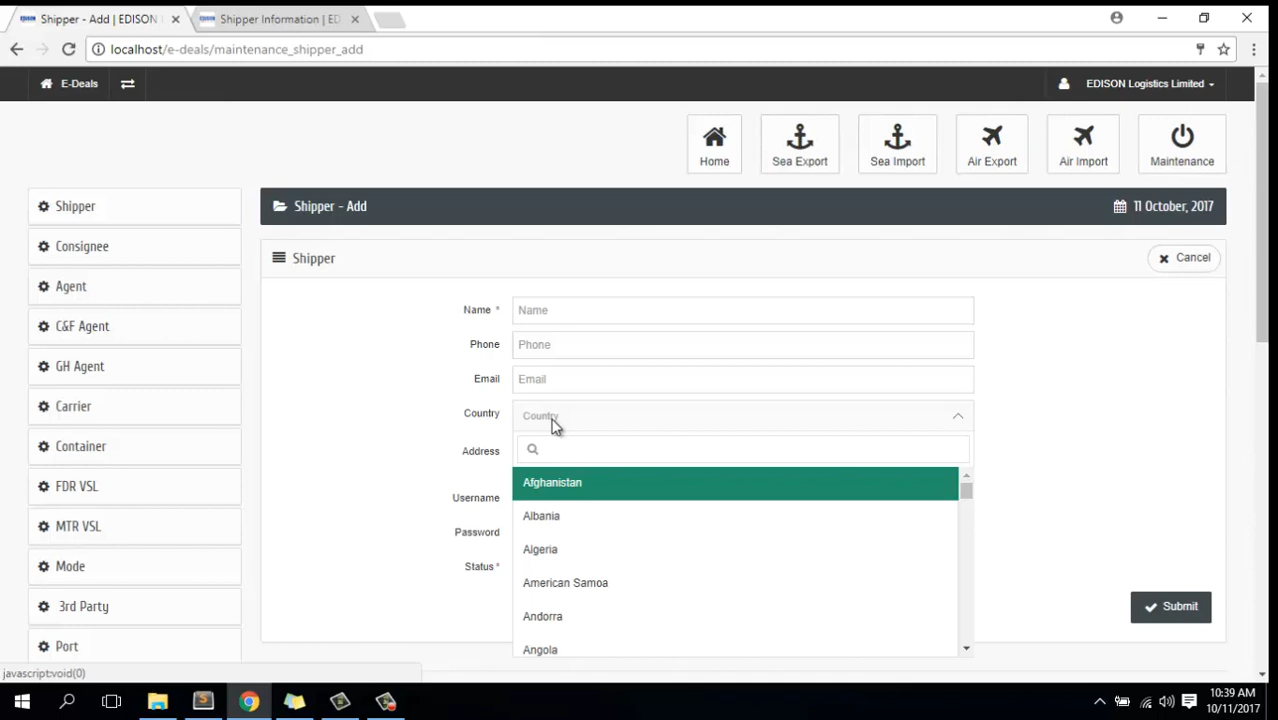 Shipper - Add | EDISON
Shipper Information | ED
localhost/e-deals/maintenance_shipper_add
E-Deals
EDISON Logistics Limited
Home
Sea Export
Sea Import
Air Export
Air Import
Maintenance
Shipper
Consignee
Agent
C&F Agent
GH Agent
Carrier
Container
FDR VSL
MTR VSL
Mode
3rd Party
Port
Shipper - Add
11 October, 2017
Shipper
Cancel
Name *
Name
Phone
Phone
Email
Email
Country
Country
Address
Username
Password
Status *
Afghanistan
Albania
Algeria
American Samoa
Andorra
Angola
Submit
javascript:void(0)
10:39 AM
10/11/2017